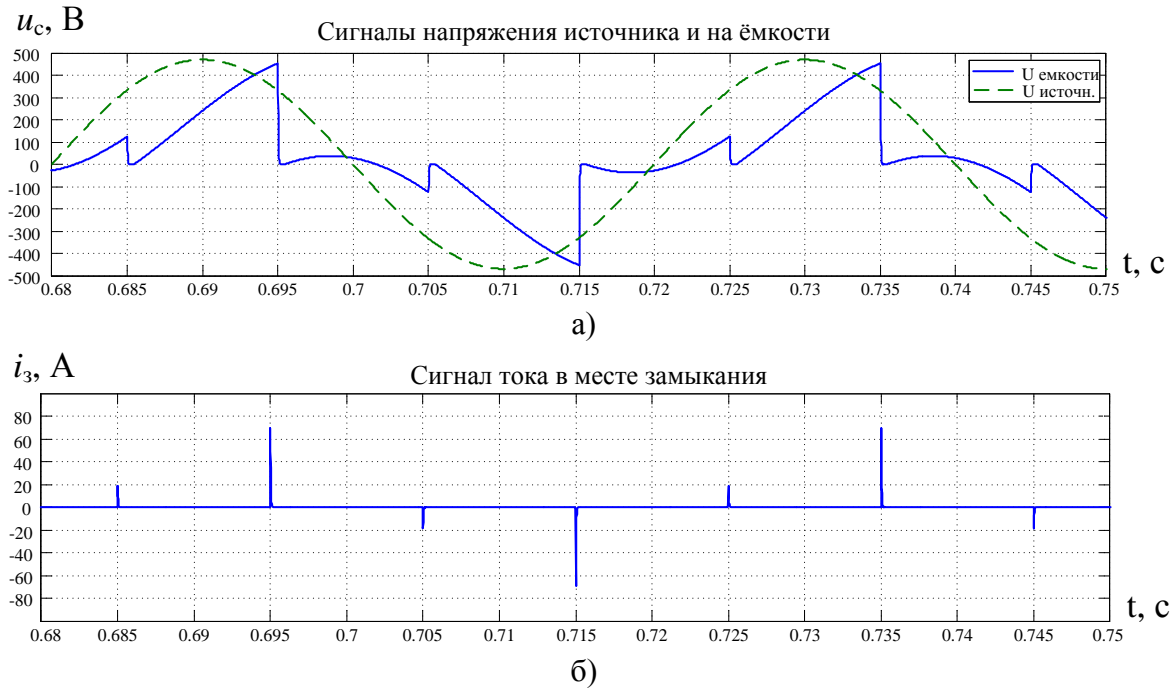 u_c, В
Сигналы напряжения источника и на ёмкости
U емкости
U источн.
500
400
300
200
100
0
-100
-200
-300
-400
-500
0.68 0.685 0.69 0.695 0.7 0.705 0.71 0.715 0.72 0.725 0.73 0.735 0.74 0.745 0.75
t, с
а)
i_з, А
Сигнал тока в месте замыкания
80
60
40
20
0
-20
-40
-60
-80
0.68 0.685 0.69 0.695 0.7 0.705 0.71 0.715 0.72 0.725 0.73 0.735 0.74 0.745 0.75
t, с
б)